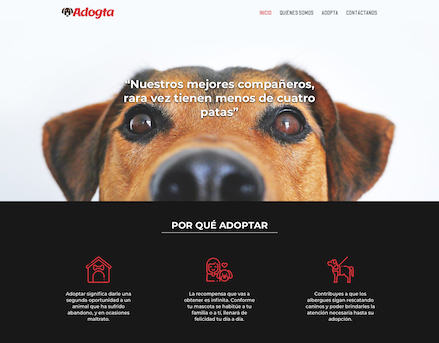 Adogta
INICIO QUIÉNES SOMOS ADOPTA CONTÁCTANOS
“Nuestros mejores compañeros,
rara vez tienen menos de cuatro
patas”
POR QUÉ ADOPTAR
Adoptar significa darle una
segunda oportunidad a un
animal que ha sufrido
abandono, y en ocasiones
maltrato.
La recompensa que vas a
obtener es infinita. Conforme
tu mascota se habitúe a tu
familia o a ti, llenará de
felicidad tu día a día.
Contribuyes a que los
albergues sigan rescatando
caninos y poder brindarles la
atención necesaria hasta su
adopción.